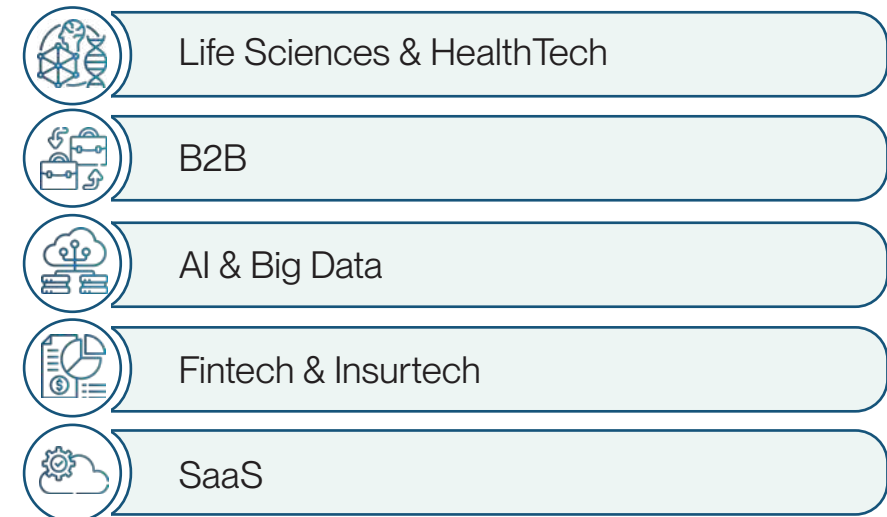 Life Sciences & HealthTech
B2B
AI & Big Data
Fintech & Insurtech
SaaS